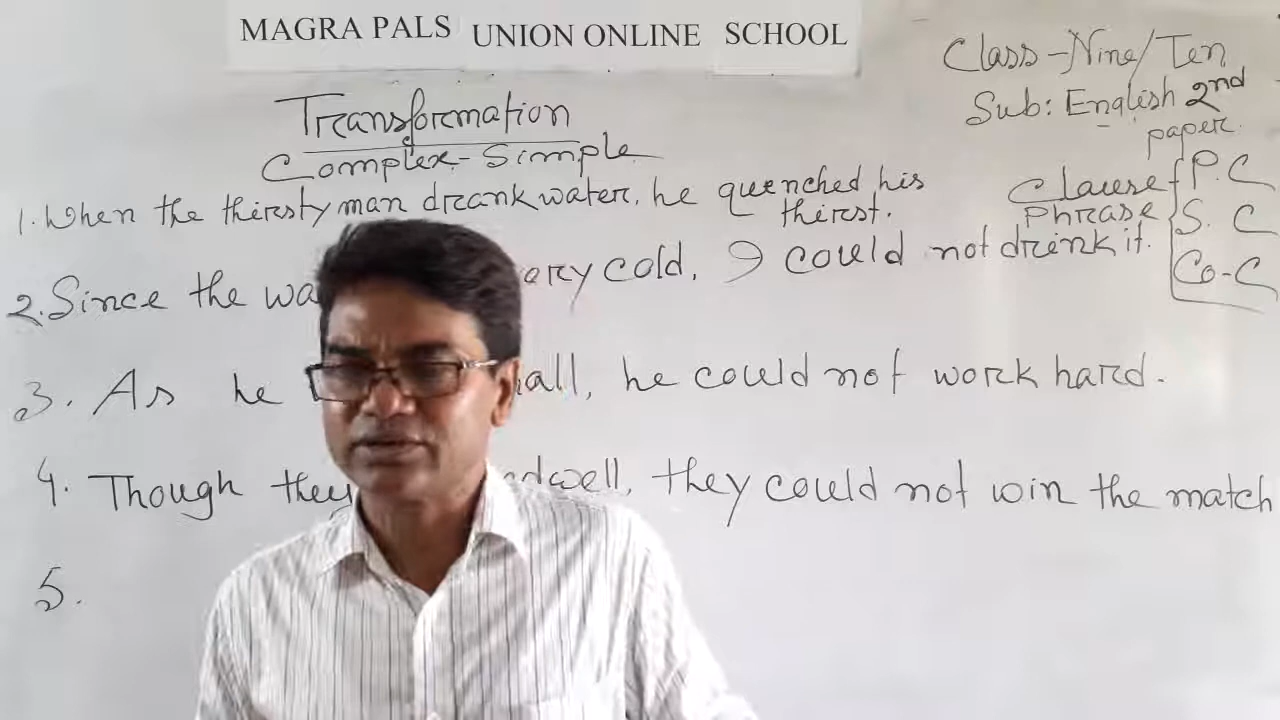 MAGRA PALS UNION ONLINE SCHOOL
Class-Nine/Ten
Sub: English 2nd
paper.
Transformation
Complex-Simple
1. When the thirsty man drank water, he quenched his
thirst.
Clause P.C
Phrase S. C
Co-C
2. Since the very cold, I could not drink it.
3. As he he could not work hard.
4. Though they well, they could not win the match
5.